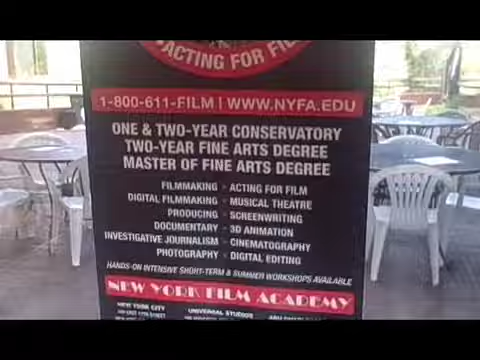 ACTING FOR
1-800-611-FILM | WWW.NYFA.EDU
ONE & TWO-YEAR CONSERVATORY
TWO-YEAR FINE ARTS DEGREE
MASTER OF FINE ARTS DEGREE
FILMMAKING • ACTING FOR FILM
DIGITAL FILMMAKING • MUSICAL THEATRE
PRODUCING • SCREENWRITING
DOCUMENTARY • 3D ANIMATION
INVESTIGATIVE JOURNALISM • CINEMATOGRAPHY
PHOTOGRAPHY • DIGITAL EDITING
HANDS-ON INTENSIVE SHORT-TERM & SUMMER WORKSHOPS AVAILABLE
NEW YORK FILM ACADEMY
NEW YORK CITY UNIVERSAL STUDIOS